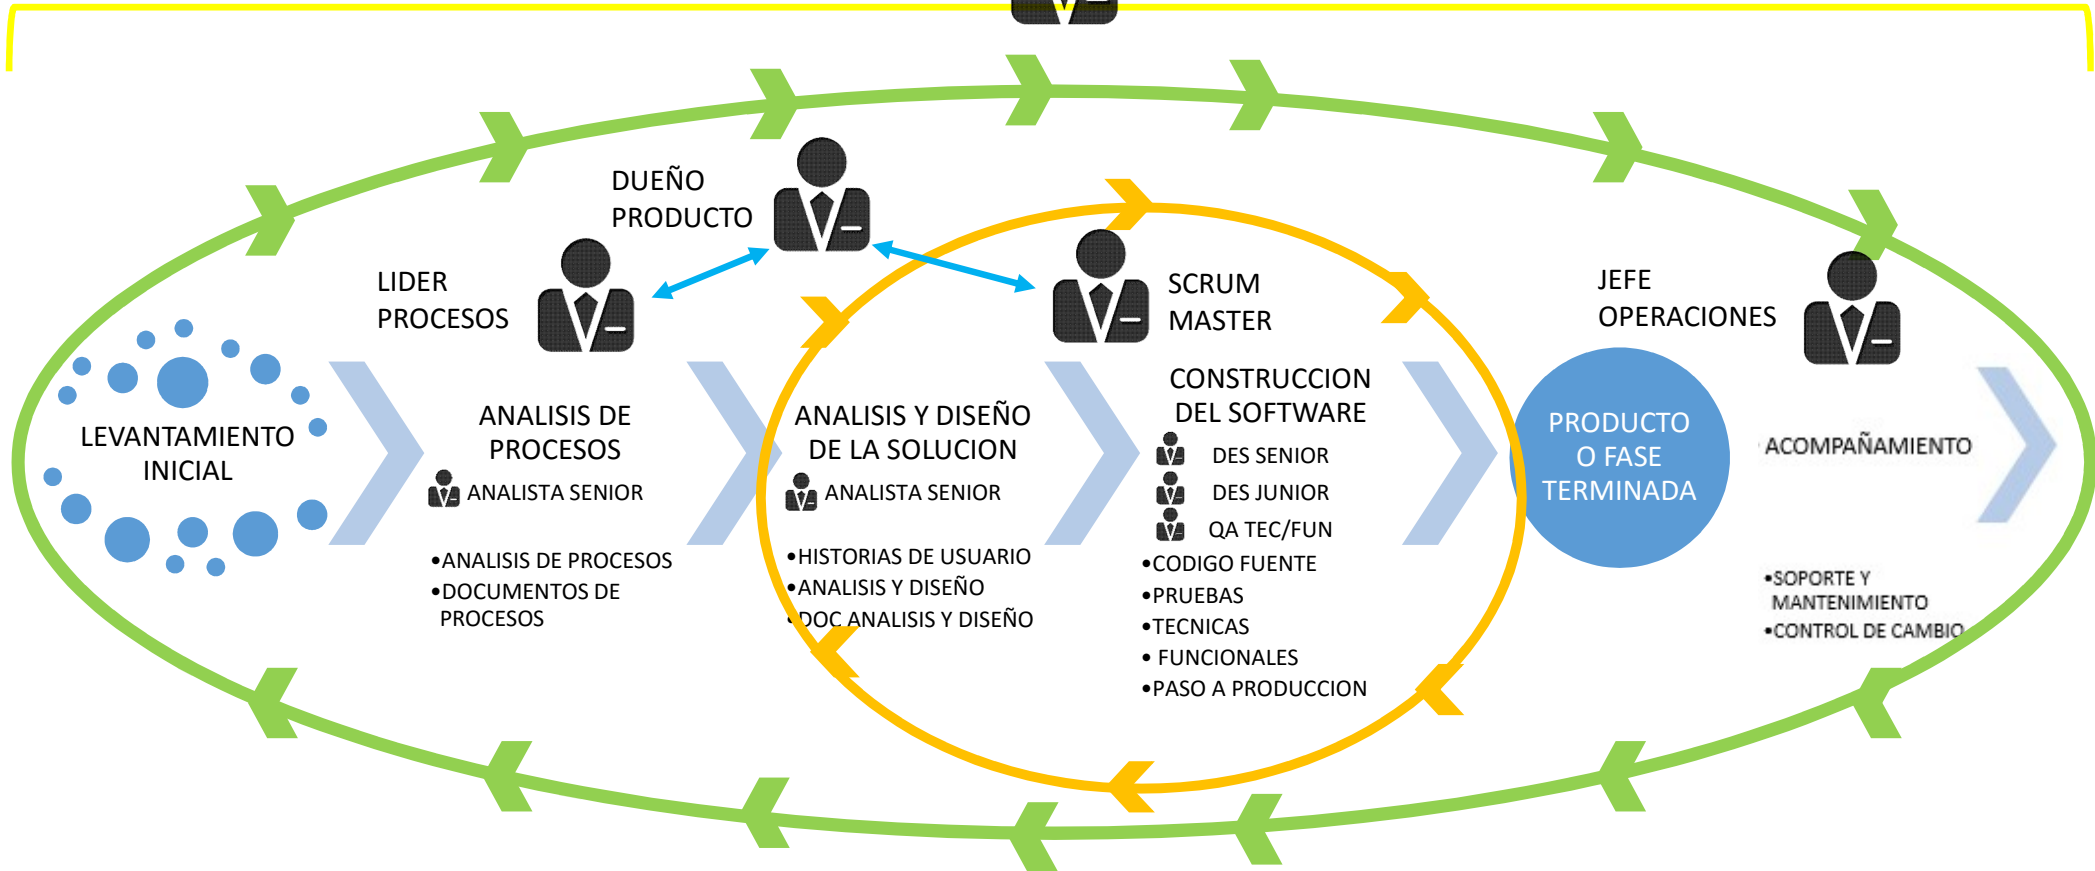 DUEÑO
PRODUCTO
LIDER
PROCESOS
SCRUM
MASTER
JEFE
OPERACIONES
LEVANTAMIENTO
INICIAL
ANALISIS DE
PROCESOS
ANALISTA SENIOR
•ANALISIS DE PROCESOS
•DOCUMENTOS DE
PROCESOS
ANALISIS Y DISEÑO
DE LA SOLUCION
ANALISTA SENIOR
•HISTORIAS DE USUARIO
•ANALISIS Y DISEÑO
•DOC ANALISIS Y DISEÑO
CONSTRUCCION
DEL SOFTWARE
DES SENIOR
DES JUNIOR
QA TEC/FUN
•CODIGO FUENTE
•PRUEBAS
•TECNICAS
• FUNCIONALES
•PASO A PRODUCCION
PRODUCTO
O FASE
TERMINADA
ACOMPAÑAMIENTO
•SOPORTE Y
MANTENIMIENTO
•CONTROL DE CAMBIO